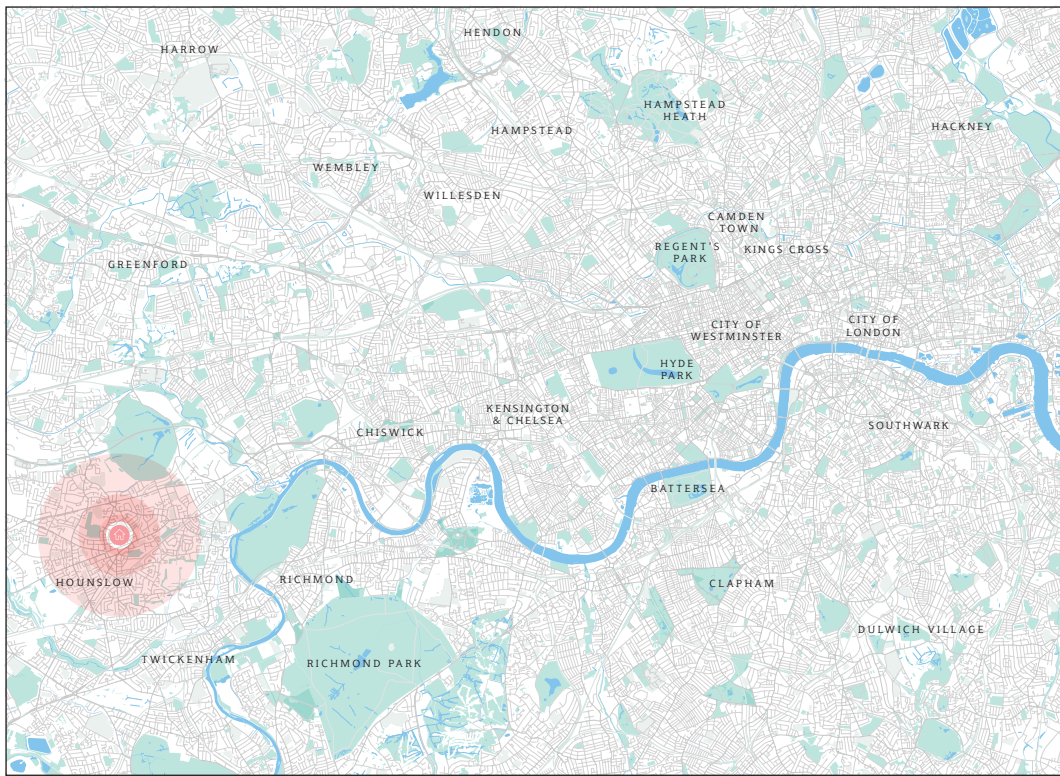 HENDON
HARROW
HAMPSTEAD
HEATH
HACKNEY
HAMPSTEAD
WEMBLEY
WILLESDEN
CAMDEN
TOWN
REGENT'S
PARK
KINGS CROSS
GREENFORD
CITY OF
WESTMINSTER
CITY OF
LONDON
HYDE
PARK
KENSINGTON
& CHELSEA
CHISWICK
SOUTHWARK
BATTERSEA
HOUNSLOW
RICHMOND
CLAPHAM
DULWICH VILLAGE
TWICKENHAM
RICHMOND PARK